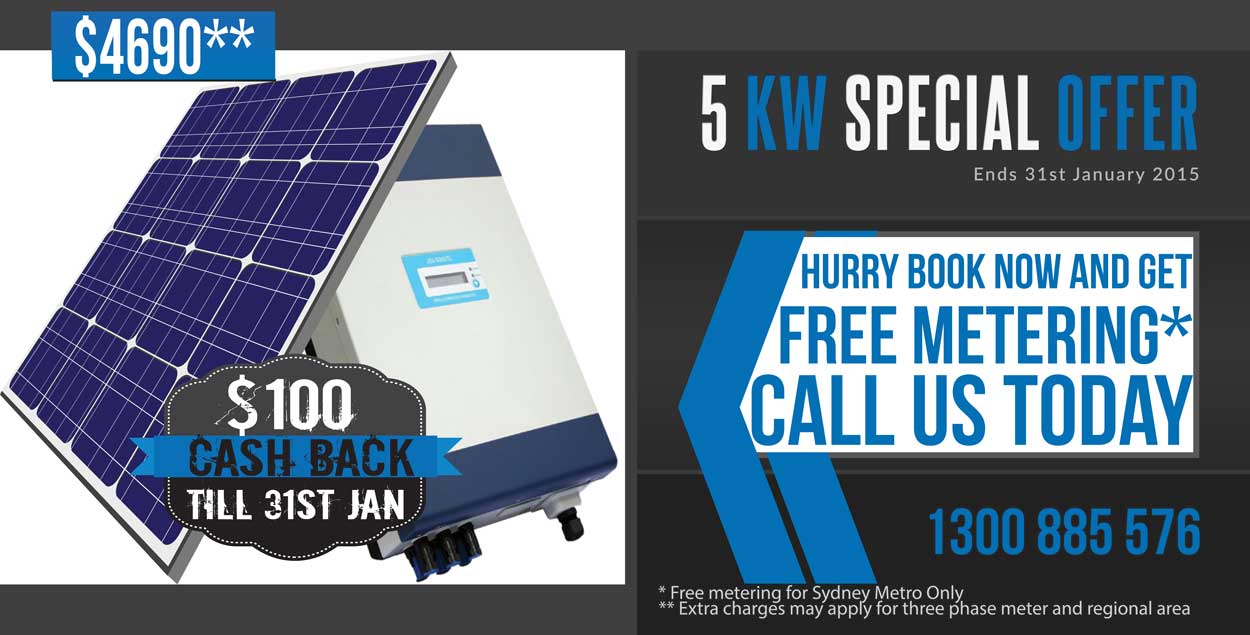 $4690**
5 KW SPECIAL OFFER
Ends 31st January 2015
HURRY BOOK NOW AND GET
FREE METERING*
CALL US TODAY
$100
CASH BACK
TILL 31ST JAN
1300 885 576
* Free metering for Sydney Metro Only
** Extra charges may apply for three phase meter and regional area